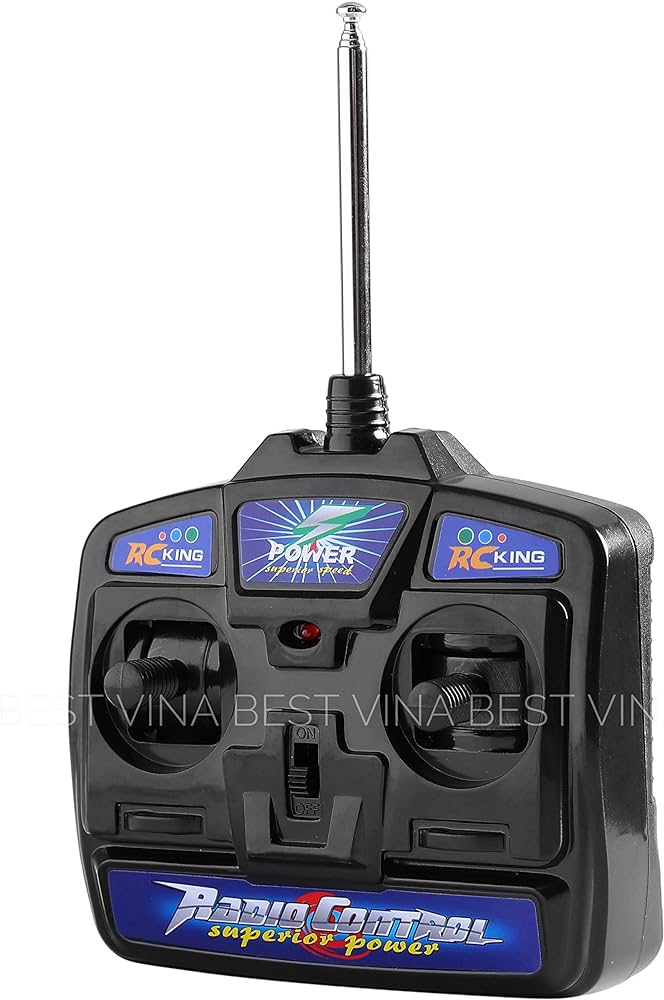 POWER
superior speed
RC KING
RC KING
BEST VINA BEST VINA BEST VIN
ON
OFF
RADIO CONTROL
superior power